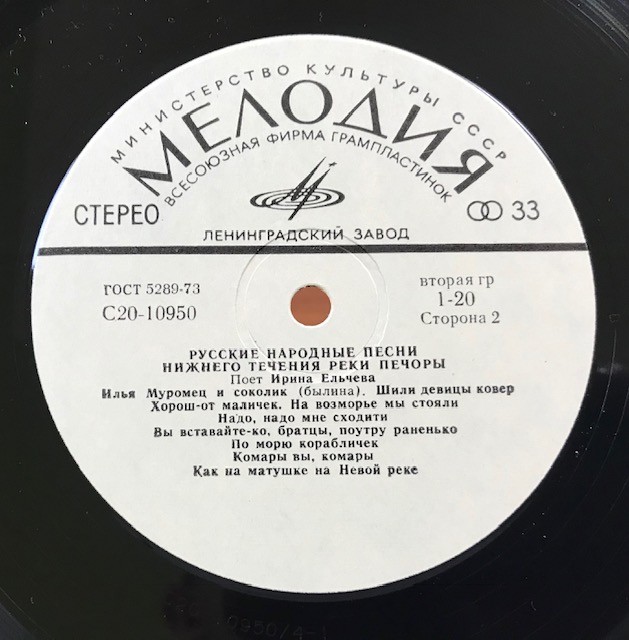 МИНИСТЕРСТВО КУЛЬТУРЫ СССР
МЕЛОДИЯ
ВСЕСОЮЗНАЯ ФИРМА ГРАМПЛАСТИНОК
СТЕРЕО
33
ЛЕНИНГРАДСКИЙ ЗАВОД
ГОСТ 5289-73
С20-10950
вторая гр
1-20
Сторона 2
РУССКИЕ НАРОДНЫЕ ПЕСНИ
НИЖНЕГО ТЕЧЕНИЯ РЕКИ ПЕЧОРЫ
Поет Ирина Ельчева
Илья Муромец и соколик (былина). Шили девицы ковер
Хорош-от маличек. На возморье мы стояли
Надо, надо мне сходити
Вы вставайте-ко, братцы, поутру раненько
По морю корабличек
Комары вы, комары
Как на матушке на Невой реке